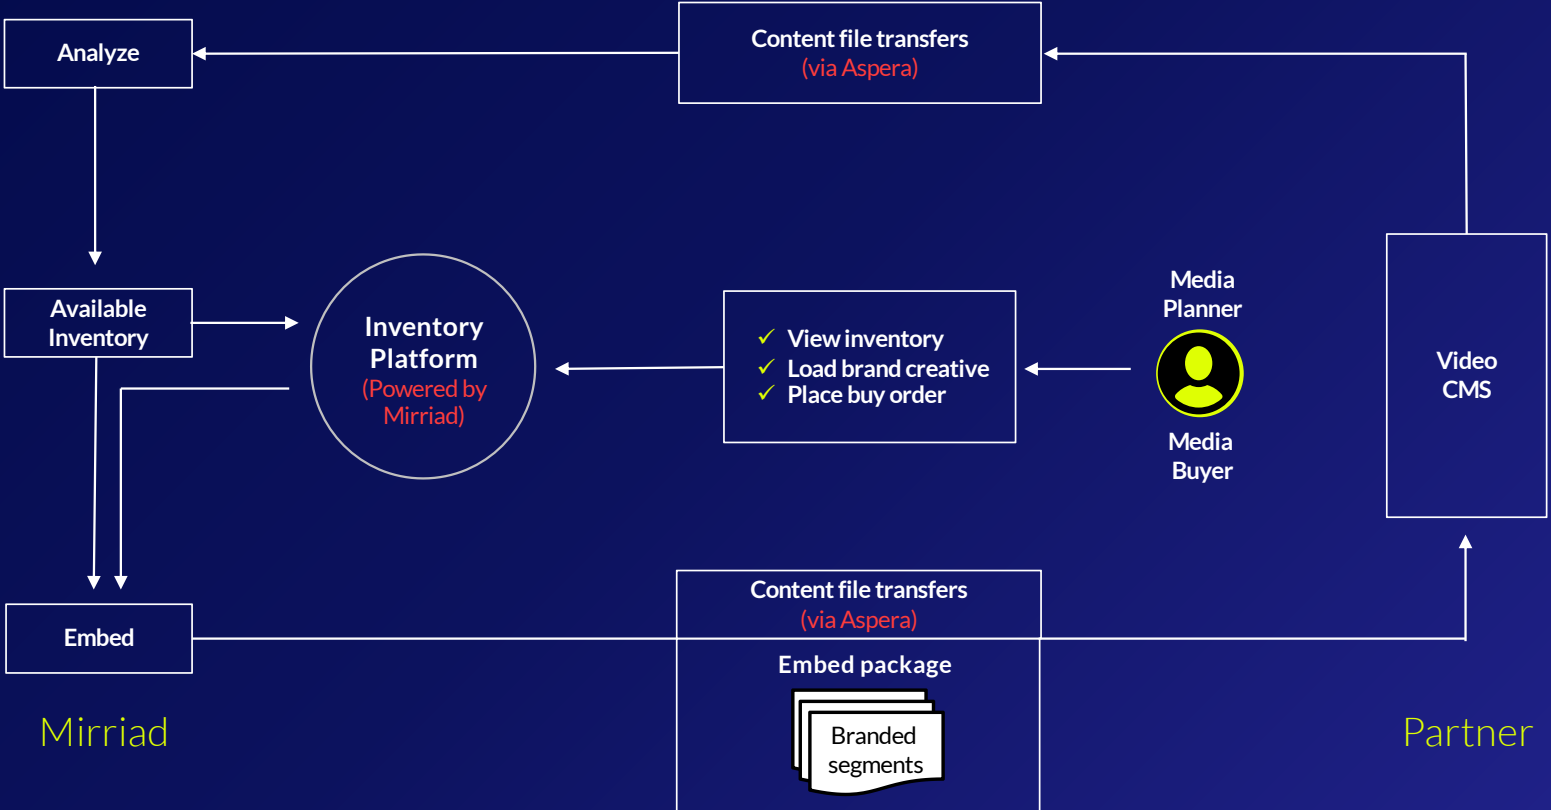 Analyze
Content file transfers
(via Aspera)
Available
Inventory
Inventory
Platform
(Powered by
Mirriad)
✓ View inventory
✓ Load brand creative
✓ Place buy order
Media
Planner
Media
Buyer
Video
CMS
Embed
Content file transfers
(via Aspera)
Embed package
Branded
segments
Mirriad
Partner